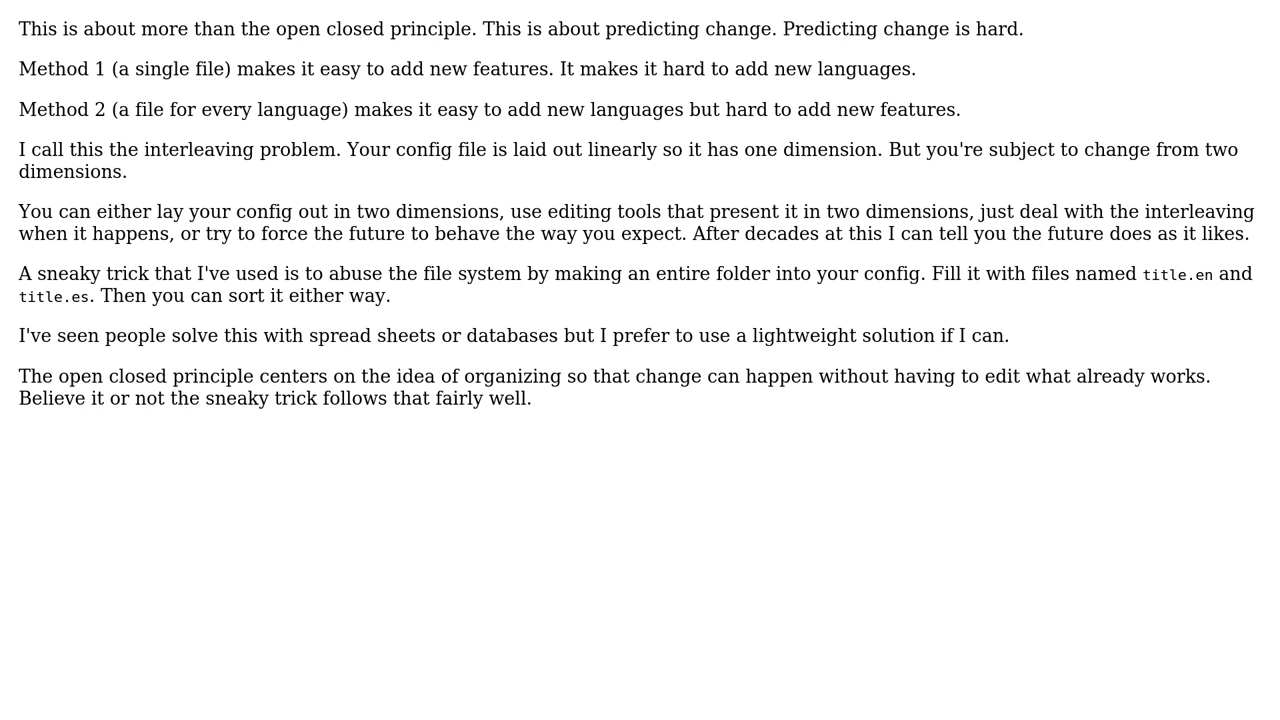 This is about more than the open closed principle. This is about predicting change. Predicting change is hard.
Method 1 (a single file) makes it easy to add new features. It makes it hard to add new languages.
Method 2 (a file for every language) makes it easy to add new languages but hard to add new features.
I call this the interleaving problem. Your config file is laid out linearly so it has one dimension. But you're subject to change from two
dimensions.
You can either lay your config out in two dimensions, use editing tools that present it in two dimensions, just deal with the interleaving
when it happens, or try to force the future to behave the way you expect. After decades at this I can tell you the future does as it likes.
A sneaky trick that I've used is to abuse the file system by making an entire folder into your config. Fill it with files named title.en and
title.es. Then you can sort it either way.
I've seen people solve this with spread sheets or databases but I prefer to use a lightweight solution if I can.
The open closed principle centers on the idea of organizing so that change can happen without having to edit what already works.
Believe it or not the sneaky trick follows that fairly well.